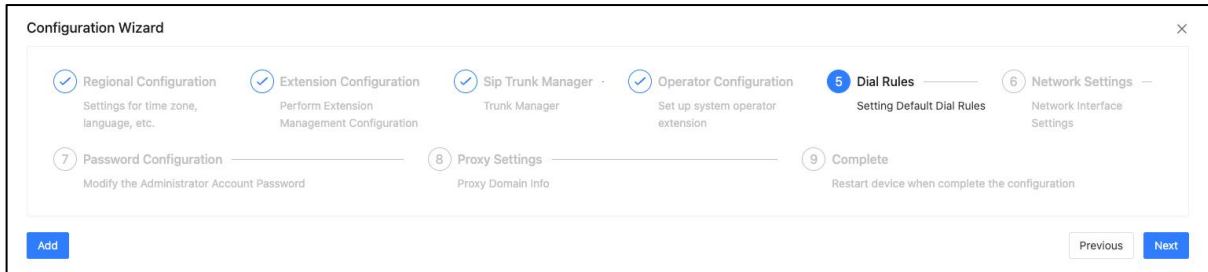 Configuration Wizard
Regional Configuration
Settings for time zone,
language, etc.
Extension Configuration
Perform Extension
Management Configuration
Sip Trunk Manager
Trunk Manager
Operator Configuration
Set up system operator
extension
5 Dial Rules
Setting Default Dial Rules
6 Network Settings
Network Interface
Settings
7 Password Configuration
Modify the Administrator Account Password
8 Proxy Settings
Proxy Domain Info
9 Complete
Restart device when complete the configuration
Add
Previous
Next